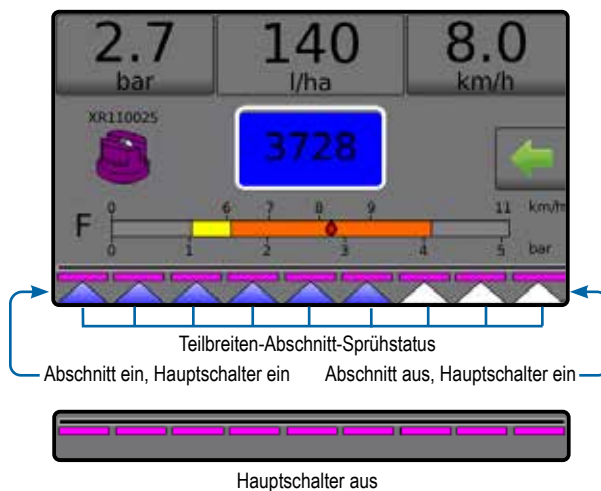 2.7 140 8.0
bar l/ha km/h
XR110025
3728
0 6 7 8 9 11 km/h
F
0 1 2 3 4 5 bar
Teilbreiten-Abschnitt-Sprühstatus
Abschnitt ein, Hauptschalter ein Abschnitt aus, Hauptschalter ein
Hauptschalter aus